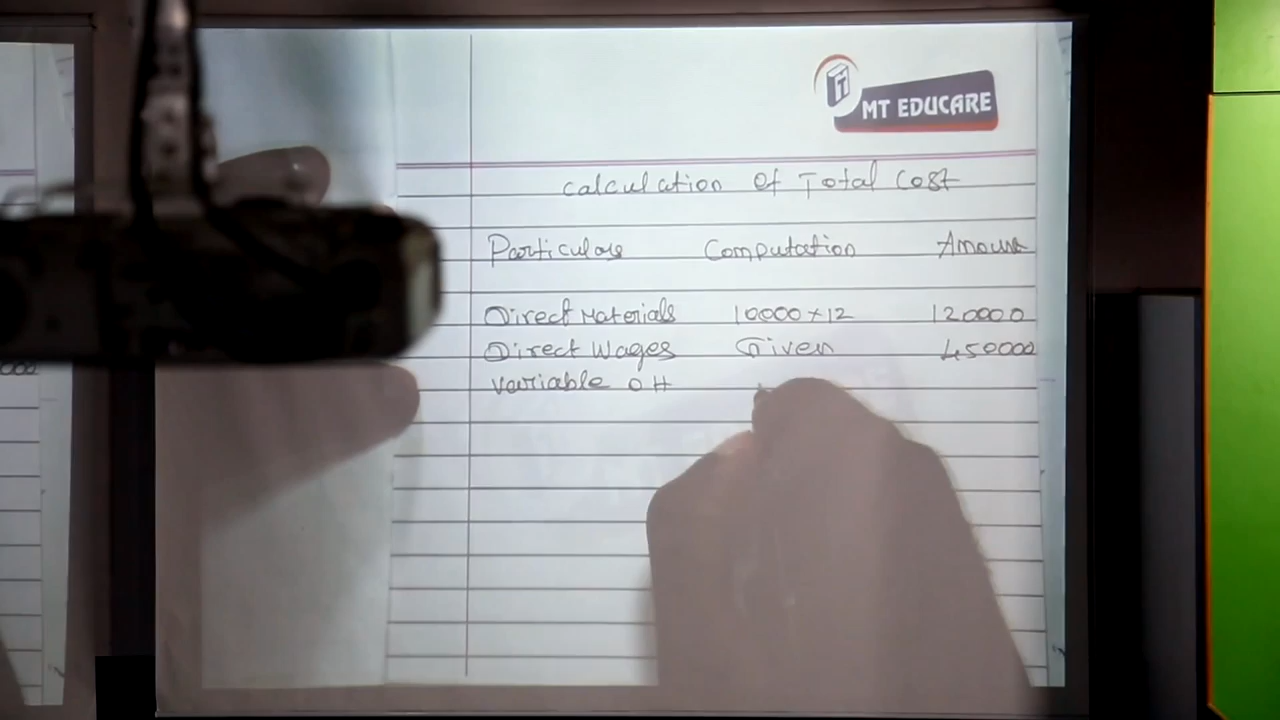 MT EDUCARE
Calculation of Total Cost
Particulars Computation Amount
Direct Materials 10000 × 12 120000
Direct Wages Given 450000
Variable OH